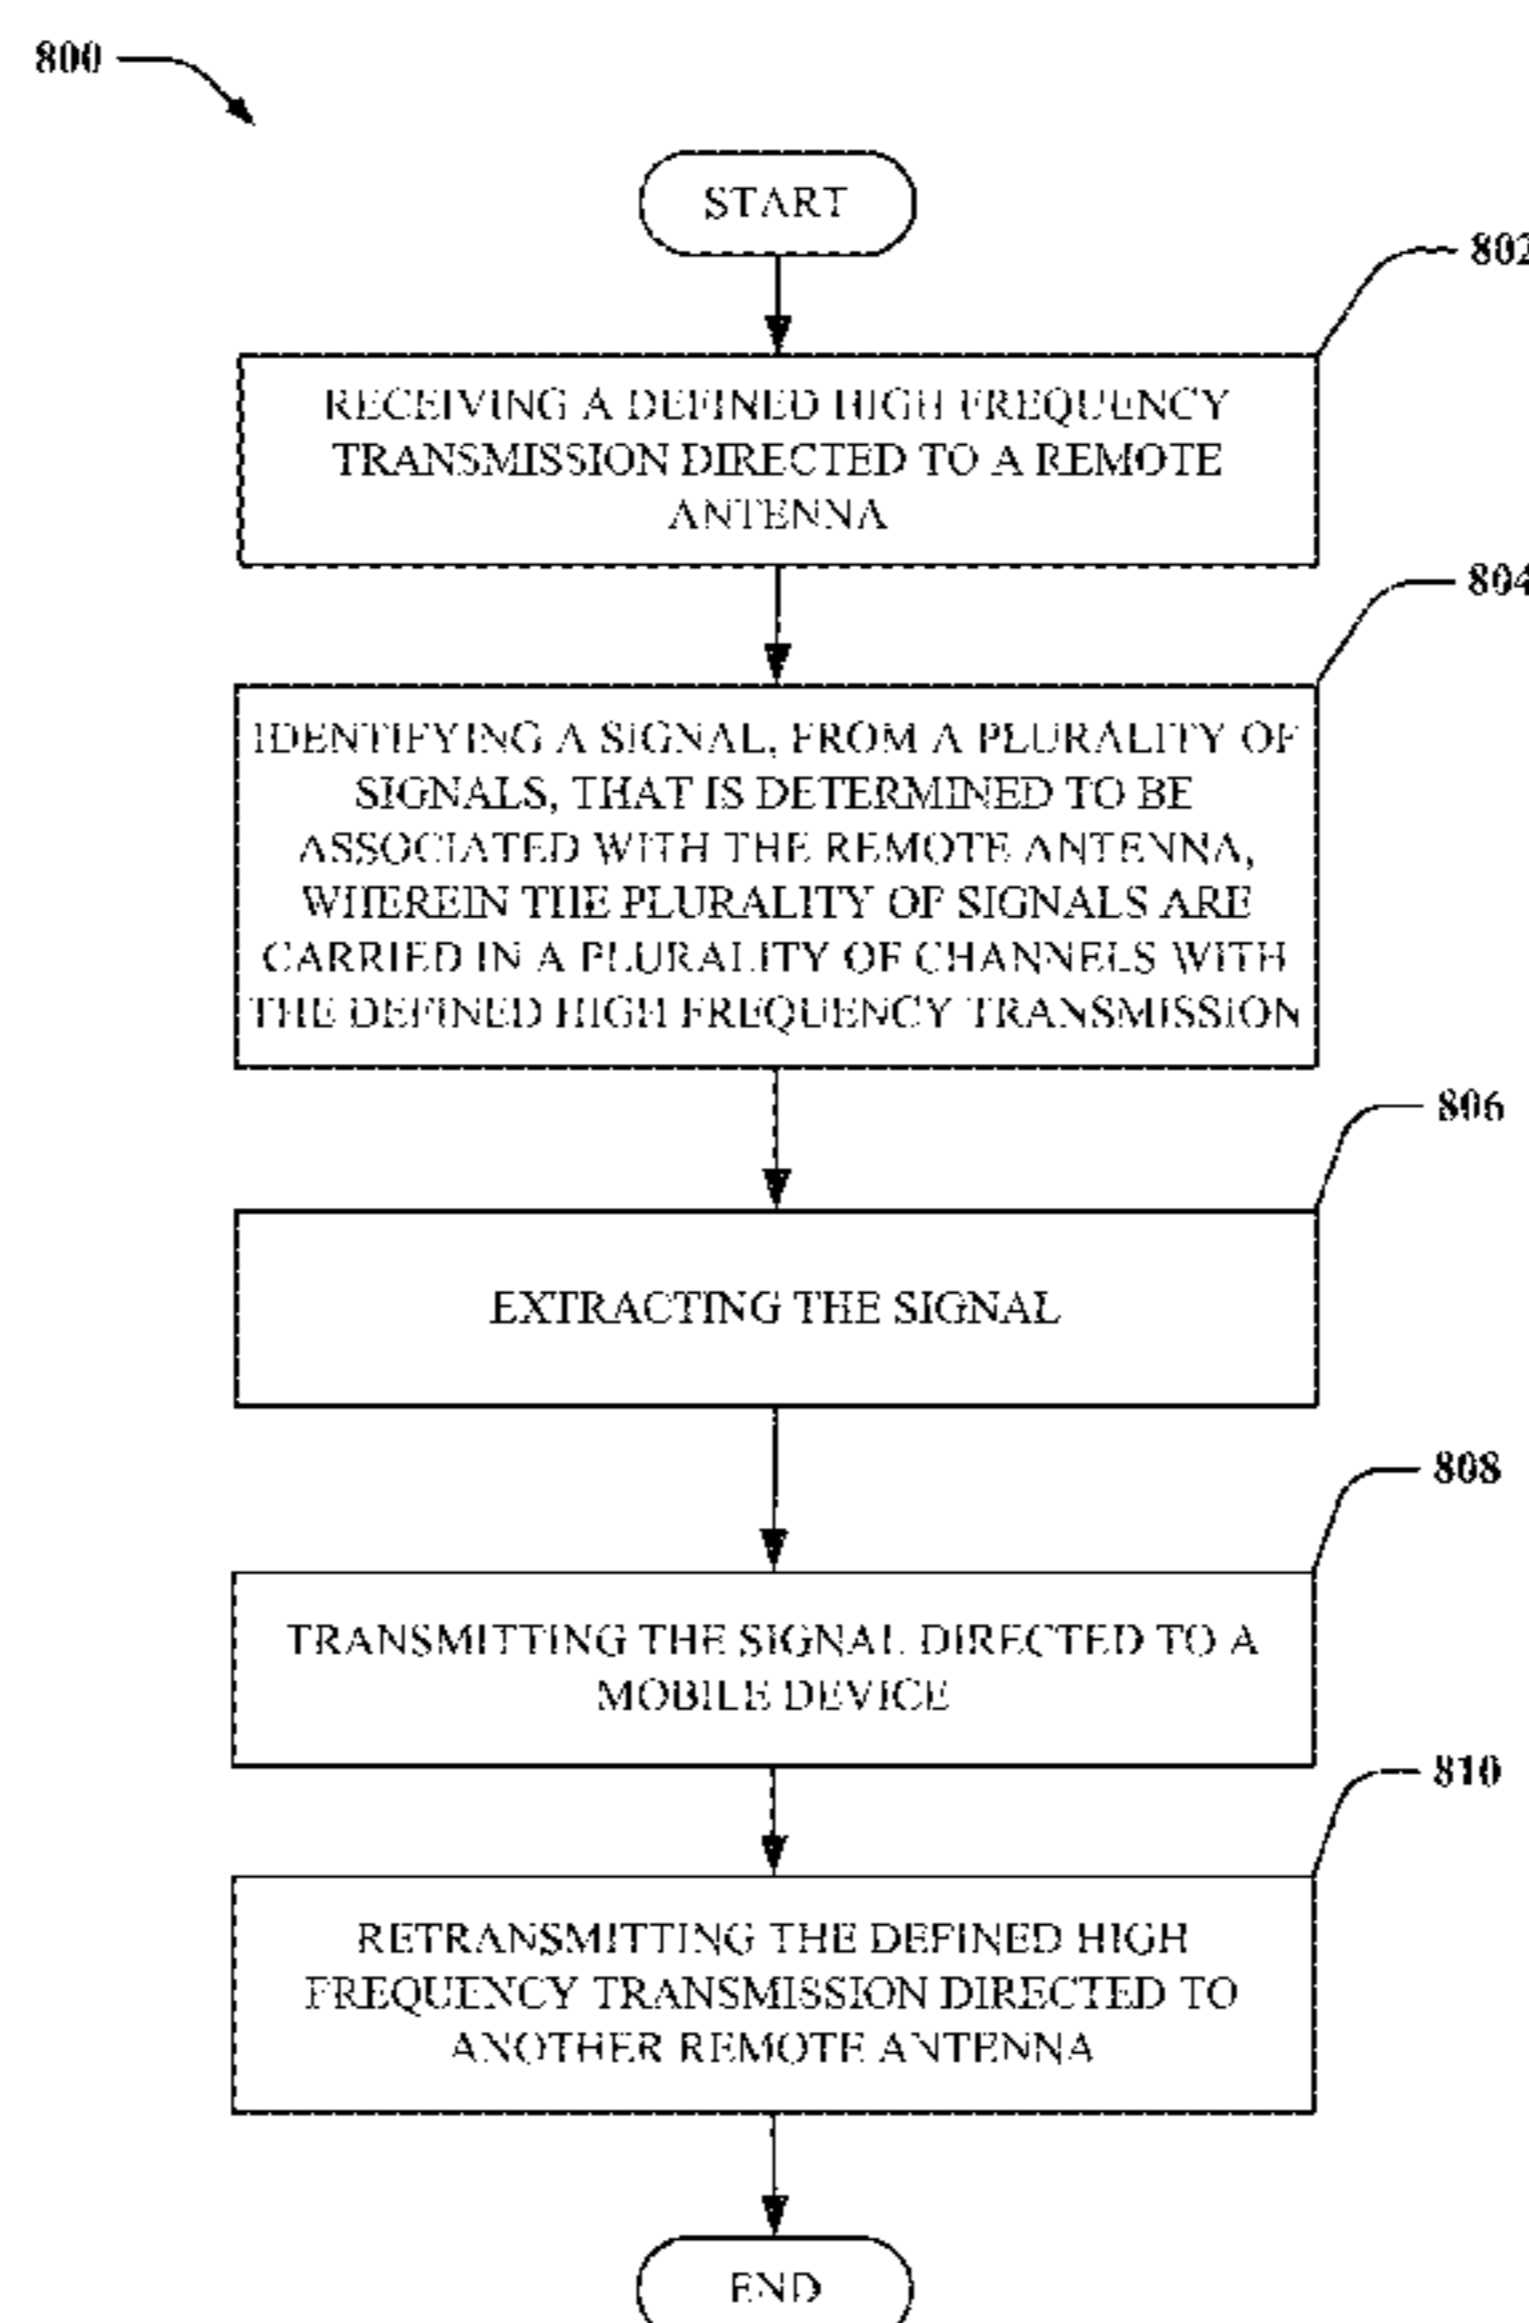 800
START
802
RECEIVING A DEFINED HIGH FREQUENCY
TRANSMISSION DIRECTED TO A REMOTE
ANTENNA
804
IDENTIFYING A SIGNAL, FROM A PLURALITY OF
SIGNALS, THAT IS DETERMINED TO BE
ASSOCIATED WITH THE REMOTE ANTENNA,
WHEREIN THE PLURALITY OF SIGNALS ARE
CARRIED IN A PLURALITY OF CHANNELS WITH
THE DEFINED HIGH FREQUENCY TRANSMISSION
806
EXTRACTING THE SIGNAL
808
TRANSMITTING THE SIGNAL DIRECTED TO A
MOBILE DEVICE
810
RETRANSMITTING THE DEFINED HIGH
FREQUENCY TRANSMISSION DIRECTED TO
ANOTHER REMOTE ANTENNA
END